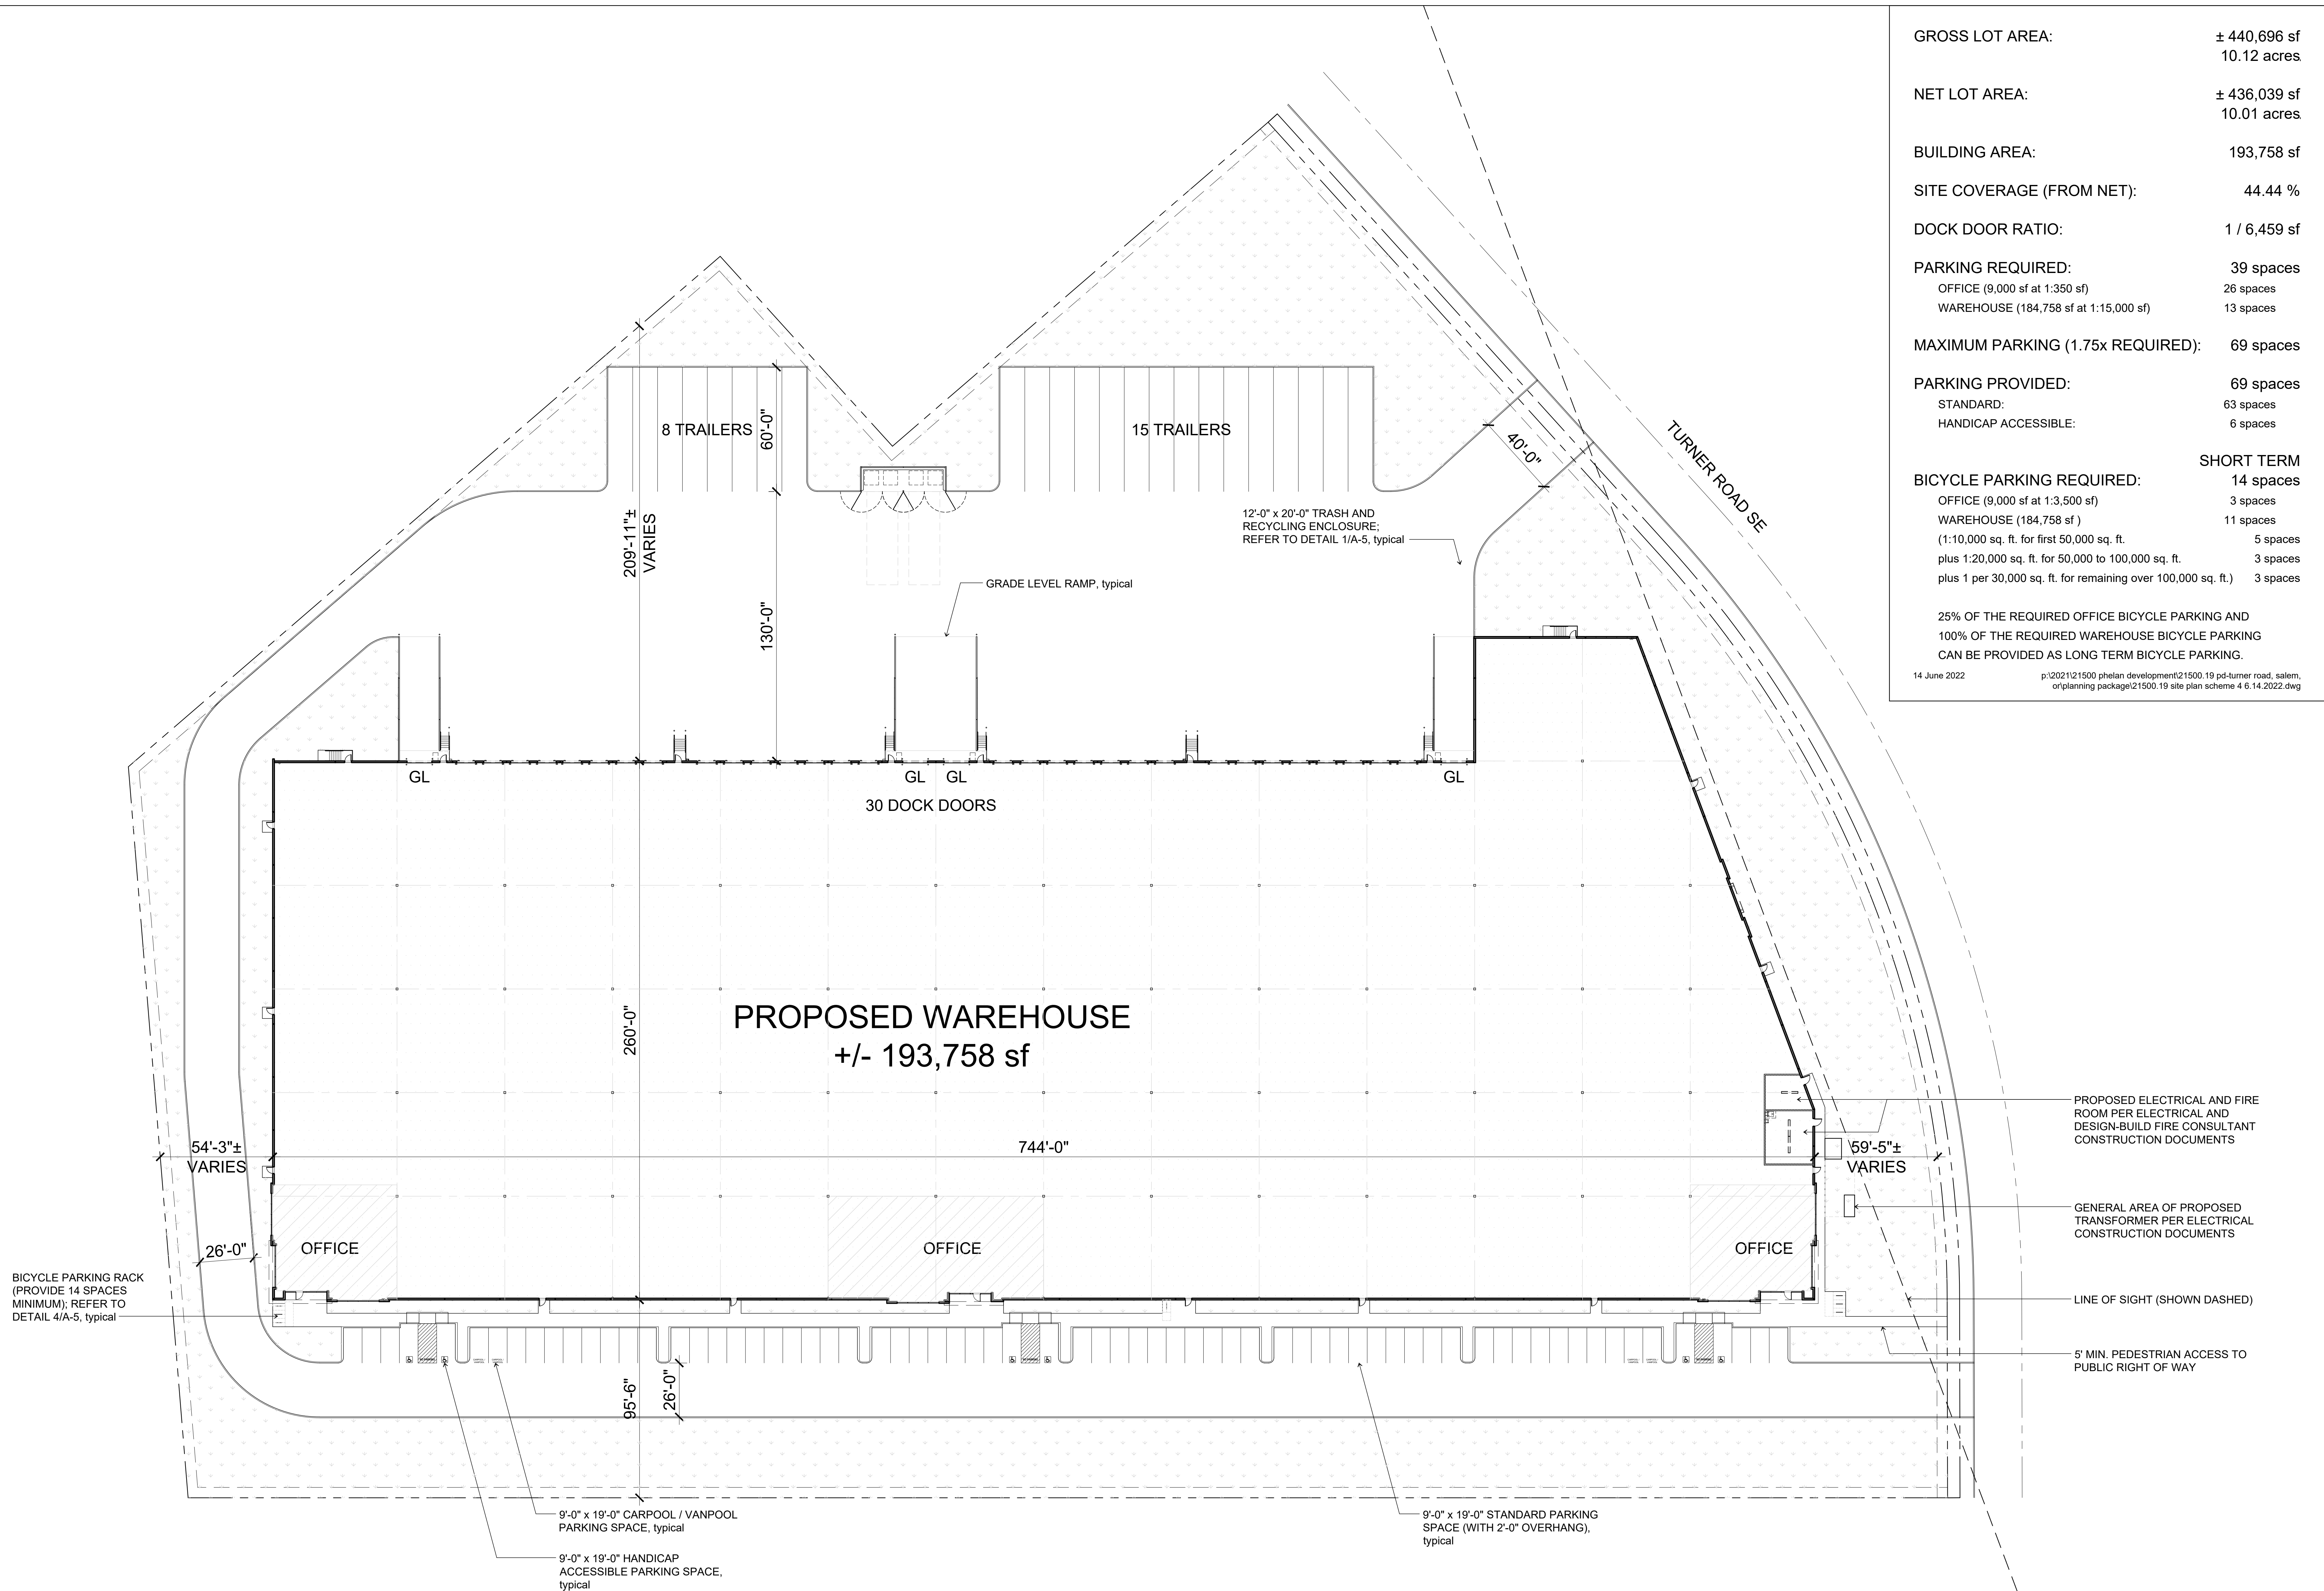 GROSS LOT AREA: ± 440,696 sf
10.12 acres
NET LOT AREA: ± 436,039 sf
10.01 acres
BUILDING AREA: 193,758 sf
SITE COVERAGE (FROM NET): 44.44 %
DOCK DOOR RATIO: 1 / 6,459 sf
PARKING REQUIRED: 39 spaces
OFFICE (9,000 sf at 1:350 sf) 26 spaces
WAREHOUSE (184,758 sf at 1:15,000 sf) 13 spaces
MAXIMUM PARKING (1.75x REQUIRED): 69 spaces
PARKING PROVIDED: 69 spaces
STANDARD: 63 spaces
HANDICAP ACCESSIBLE: 6 spaces
SHORT TERM
BICYCLE PARKING REQUIRED: 14 spaces
OFFICE (9,000 sf at 1:3,500 sf) 3 spaces
WAREHOUSE (184,758 sf ) 11 spaces
(1:10,000 sq. ft. for first 50,000 sq. ft. 5 spaces
plus 1:20,000 sq. ft. for 50,000 to 100,000 sq. ft. 3 spaces
plus 1 per 30,000 sq. ft. for remaining over 100,000 sq. ft.) 3 spaces
25% OF THE REQUIRED OFFICE BICYCLE PARKING AND
100% OF THE REQUIRED WAREHOUSE BICYCLE PARKING
CAN BE PROVIDED AS LONG TERM BICYCLE PARKING.
14 June 2022 p:\2021\21500 phelan development\21500.19 pd-turner road, salem,
or\planning package\21500.19 site plan scheme 4 6.14.2022.dwg
8 TRAILERS
60'-0"
15 TRAILERS
40'-0"
TURNER ROAD SE
209'-11"±
VARIES
12'-0" x 20'-0" TRASH AND
RECYCLING ENCLOSURE;
REFER TO DETAIL 1/A-5, typical
GRADE LEVEL RAMP, typical
130'-0"
GL
GL
GL
GL
30 DOCK DOORS
PROPOSED WAREHOUSE
+/- 193,758 sf
260'-0"
PROPOSED ELECTRICAL AND FIRE
ROOM PER ELECTRICAL AND
DESIGN-BUILD FIRE CONSULTANT
CONSTRUCTION DOCUMENTS
54'-3"±
VARIES
744'-0"
59'-5"±
VARIES
GENERAL AREA OF PROPOSED
TRANSFORMER PER ELECTRICAL
CONSTRUCTION DOCUMENTS
26'-0"
OFFICE
OFFICE
OFFICE
BICYCLE PARKING RACK
(PROVIDE 14 SPACES
MINIMUM); REFER TO
DETAIL 4/A-5, typical
LINE OF SIGHT (SHOWN DASHED)
5' MIN. PEDESTRIAN ACCESS TO
PUBLIC RIGHT OF WAY
95'-6"
26'-0"
9'-0" x 19'-0" CARPOOL / VANPOOL
PARKING SPACE, typical
9'-0" x 19'-0" STANDARD PARKING
SPACE (WITH 2'-0" OVERHANG),
typical
9'-0" x 19'-0" HANDICAP
ACCESSIBLE PARKING SPACE,
typical